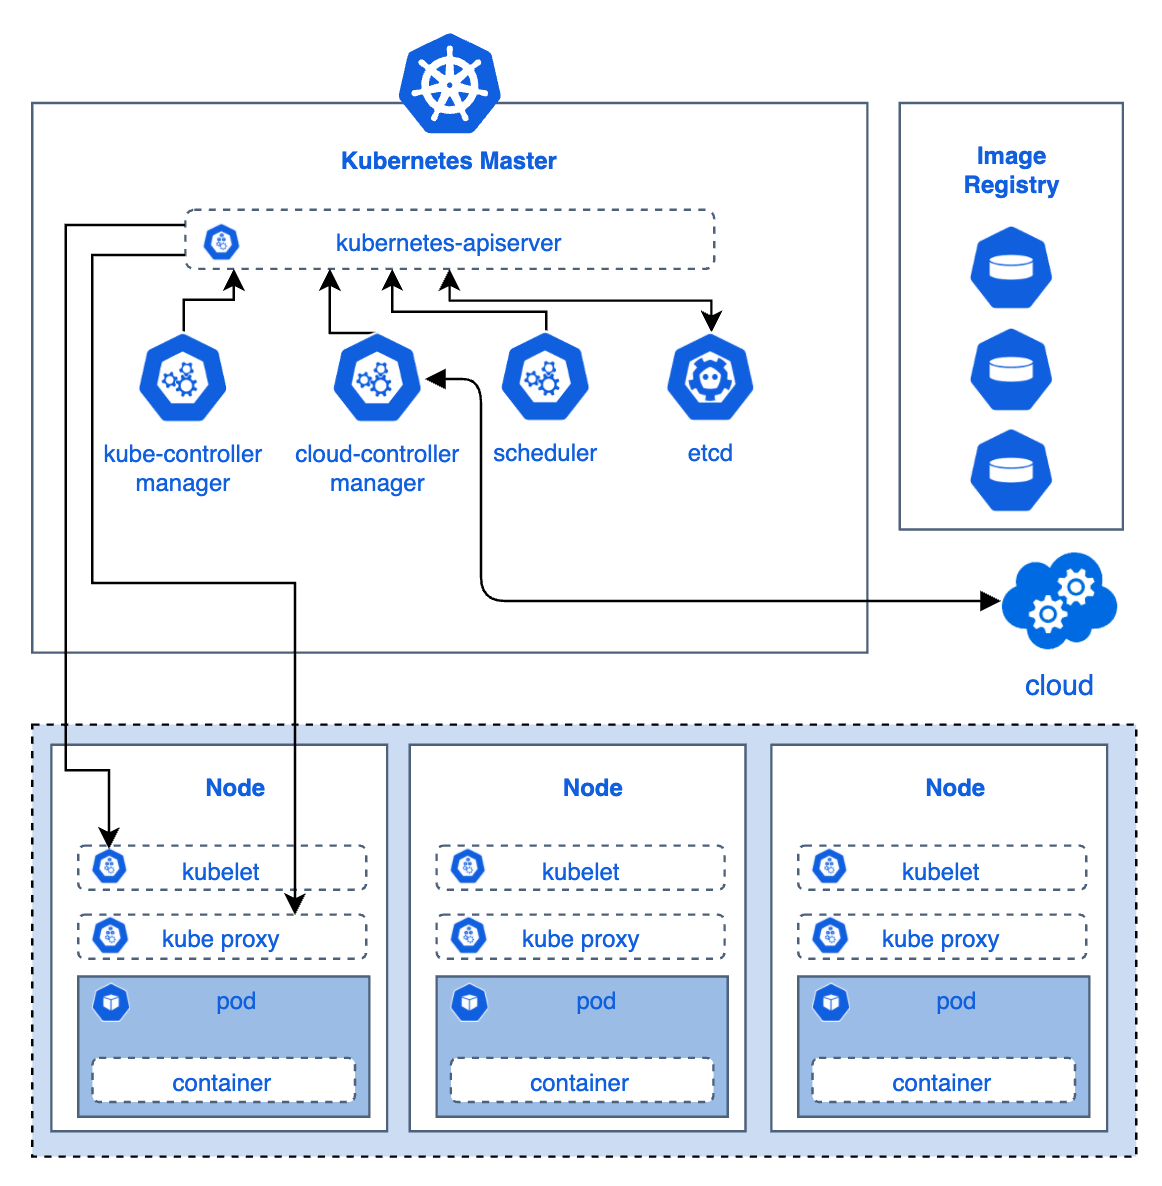 Kubernetes Master
kubernetes-apiserver
kube-controller
manager
cloud-controller
manager
scheduler
etcd
Image
Registry
cloud
Node
kubelet
kube proxy
pod
container
Node
kubelet
kube proxy
pod
container
Node
kubelet
kube proxy
pod
container